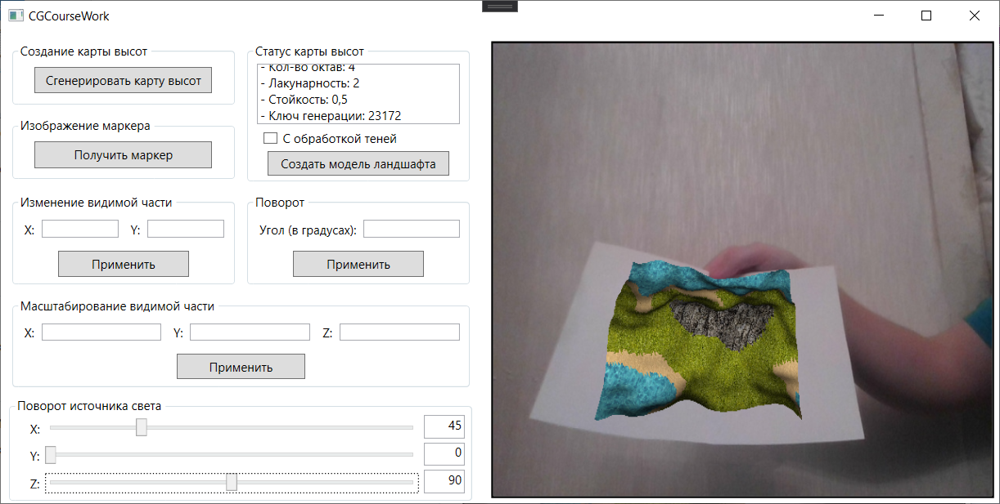 CGCourseWork
Создание карты высот
Сгенерировать карту высот
Изображение маркера
Получить маркер
Статус карты высот
- Кол-во октав: 4
- Лакунарность: 2
- Стойкость: 0,5
- Ключ генерации: 23172
С обработкой теней
Создать модель ландшафта
Изменение видимой части
X: Y:
Применить
Поворот
Угол (в градусах):
Применить
Масштабирование видимой части
X: Y: Z:
Применить
Поворот источника света
X: 45
Y: 0
Z: 90